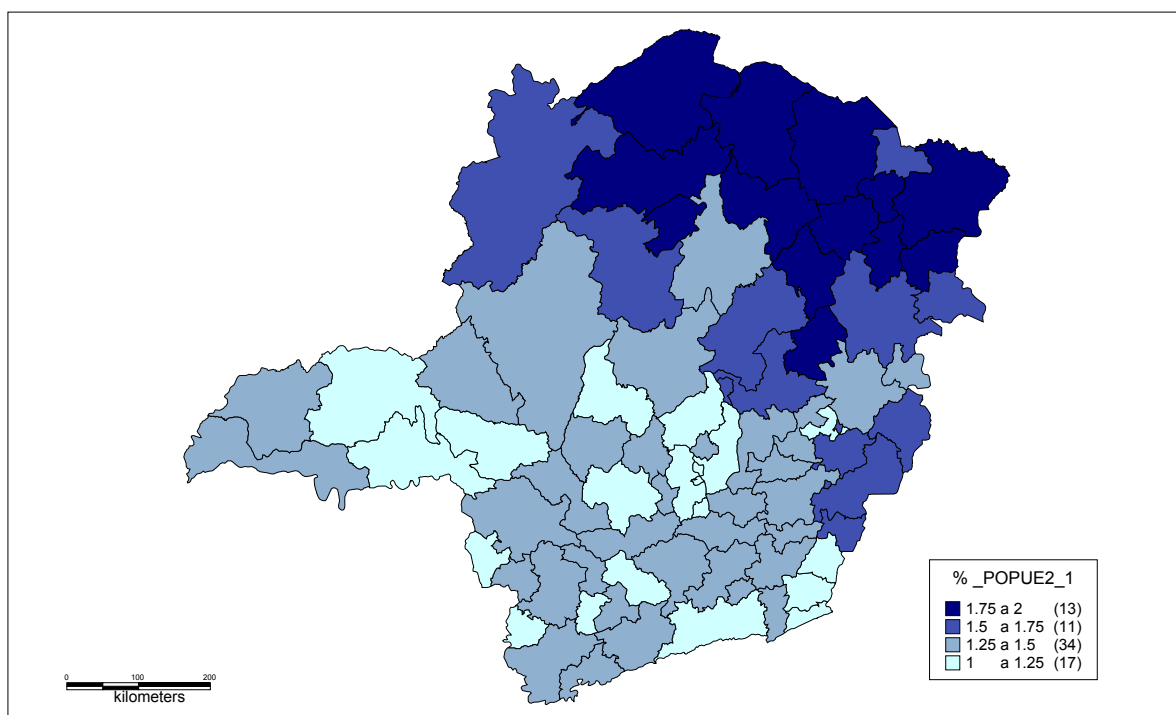 % _POPUE2_1
1.75 a 2 (13)
1.5 a 1.75 (11)
1.25 a 1.5 (34)
1 a 1.25 (17)
0 100 200
kilometers